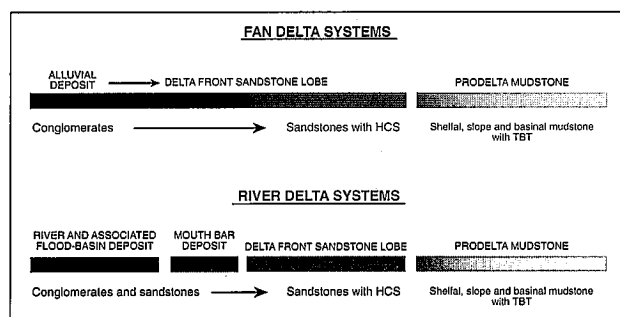 FAN DELTA SYSTEMS
ALLUVIAL
DEPOSIT
DELTA FRONT SANDSTONE LOBE
PRODELTA MUDSTONE
Conglomerates
Sandstones with HCS
Shelfal, slope and basinal mudstone
with TBT
RIVER DELTA SYSTEMS
RIVER AND ASSOCIATED
FLOOD-BASIN DEPOSIT
MOUTH BAR
DEPOSIT
DELTA FRONT SANDSTONE LOBE
PRODELTA MUDSTONE
Conglomerates and sandstones
Sandstones with HCS
Shelfal, slope and basinal mudstone
with TBT